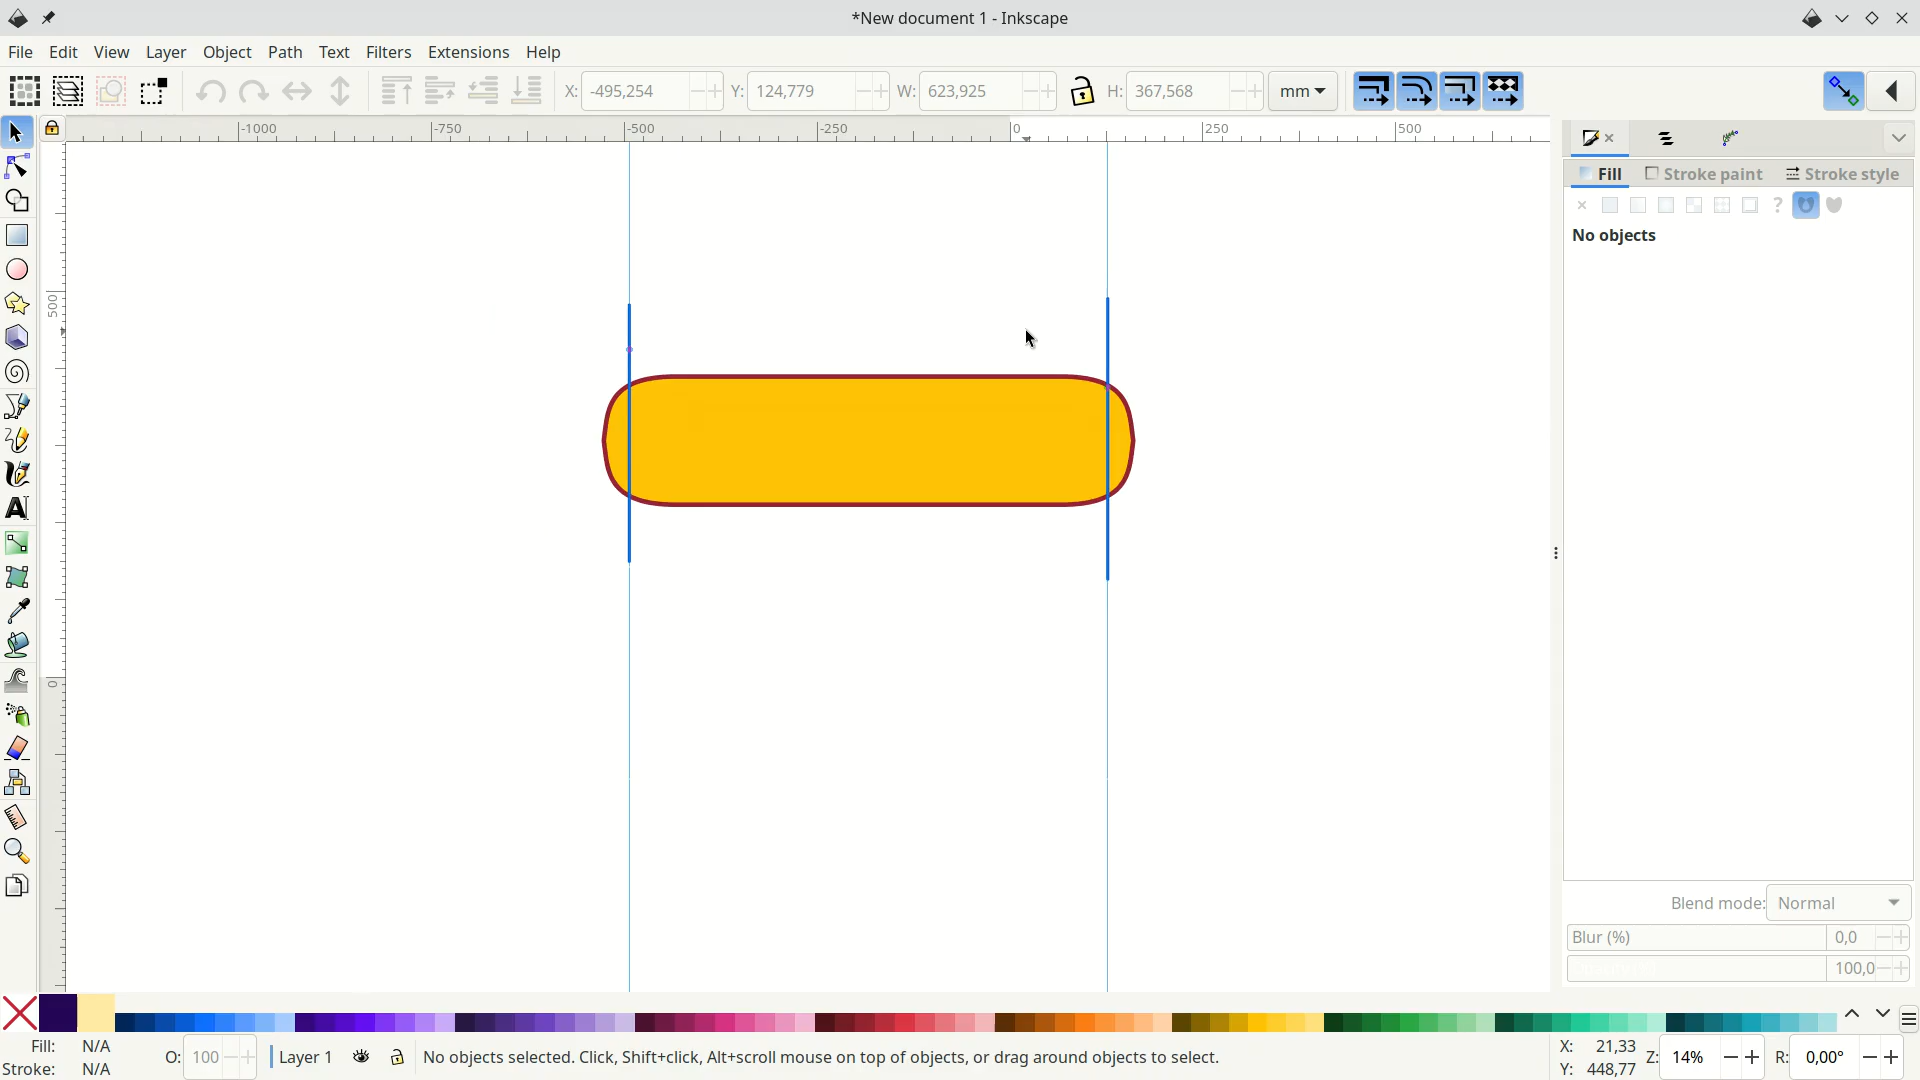 *New document 1 - Inkscape
File Edit View Layer Object Path Text Filters Extensions Help
X: -495,254 Y: 124,779 W: 623,925 H: 367,568 mm
-1000 -750 -500 -250 0 250 500
500
0
Fill Stroke paint Stroke style
?
No objects
Blend mode: Normal
Blur (%) 0,0
100,0
Fill: N/A
Stroke: N/A
O: 100
Layer 1
No objects selected. Click, Shift+click, Alt+scroll mouse on top of objects, or drag around objects to select.
X: 21,33
Y: 448,77
Z: 14%
R: 0,00°